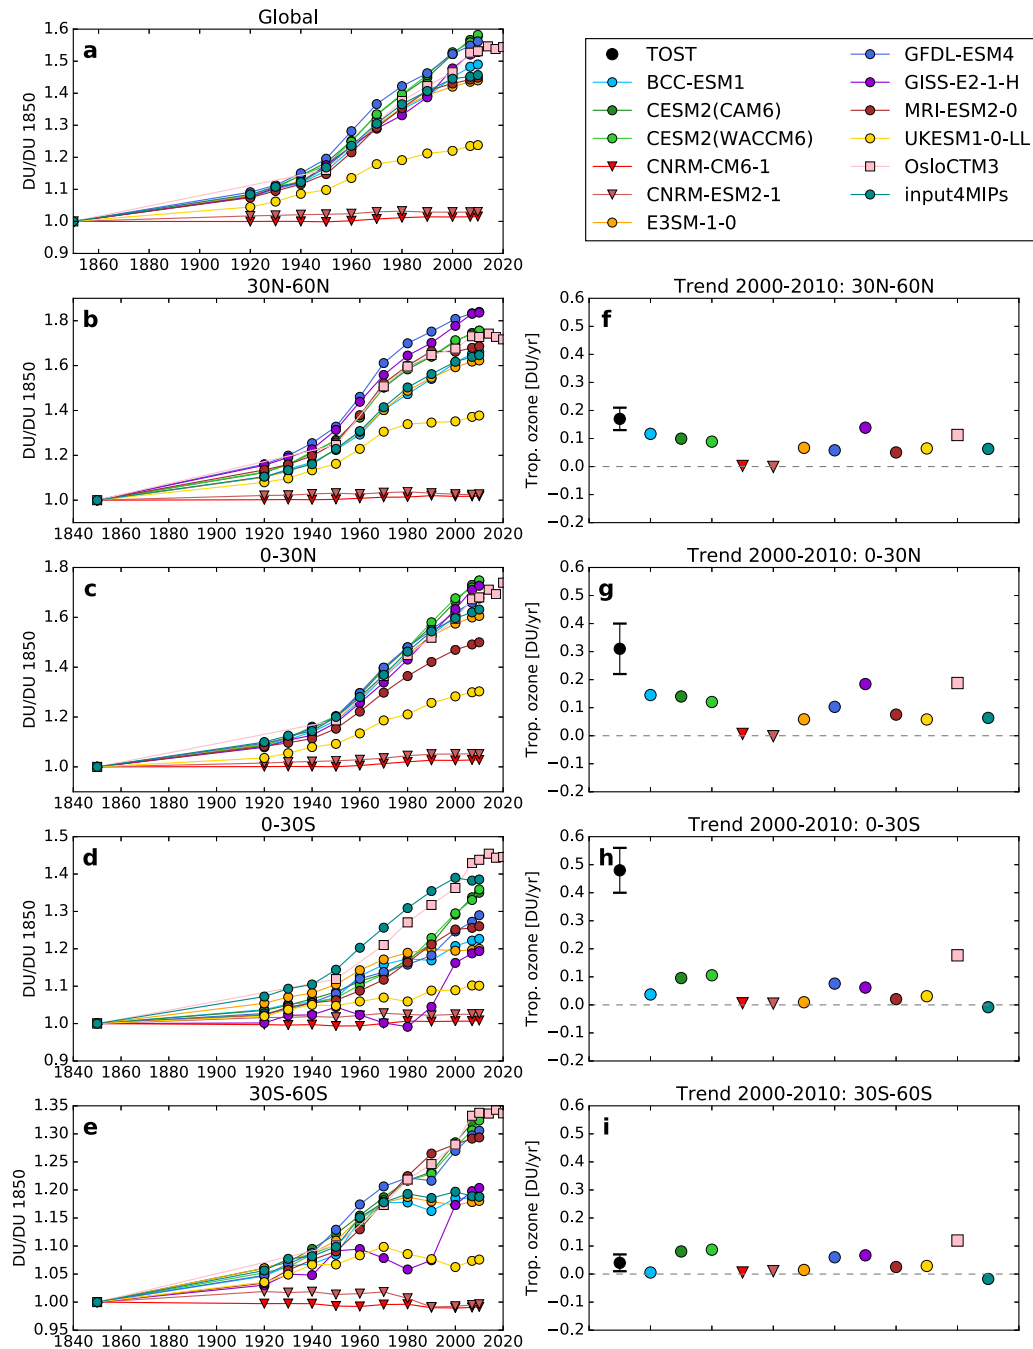 Global
a
DU/DU 1850
1.6
1.5
1.4
1.3
1.2
1.1
1.0
0.9
1860 1880 1900 1920 1940 1960 1980 2000 2020
TOST
BCC-ESM1
CESM2(CAM6)
CESM2(WACCM6)
CNRM-CM6-1
CNRM-ESM2-1
E3SM-1-0
GFDL-ESM4
GISS-E2-1-H
MRI-ESM2-0
UKESM1-0-LL
OsloCTM3
input4MIPs
30N-60N
b
DU/DU 1850
1.8
1.6
1.4
1.2
1.0
1840 1860 1880 1900 1920 1940 1960 1980 2000 2020
Trend 2000-2010: 30N-60N
f
Trop. ozone [DU/yr]
0.6
0.5
0.4
0.3
0.2
0.1
0.0
−0.1
−0.2
0-30N
c
DU/DU 1850
1.8
1.6
1.4
1.2
1.0
1840 1860 1880 1900 1920 1940 1960 1980 2000 2020
Trend 2000-2010: 0-30N
g
Trop. ozone [DU/yr]
0.6
0.5
0.4
0.3
0.2
0.1
0.0
−0.1
−0.2
0-30S
d
DU/DU 1850
1.5
1.4
1.3
1.2
1.1
1.0
0.9
1840 1860 1880 1900 1920 1940 1960 1980 2000 2020
Trend 2000-2010: 0-30S
h
Trop. ozone [DU/yr]
0.6
0.5
0.4
0.3
0.2
0.1
0.0
−0.1
−0.2
30S-60S
e
DU/DU 1850
1.35
1.30
1.25
1.20
1.15
1.10
1.05
1.00
0.95
1840 1860 1880 1900 1920 1940 1960 1980 2000 2020
Trend 2000-2010: 30S-60S
i
Trop. ozone [DU/yr]
0.6
0.5
0.4
0.3
0.2
0.1
0.0
−0.1
−0.2